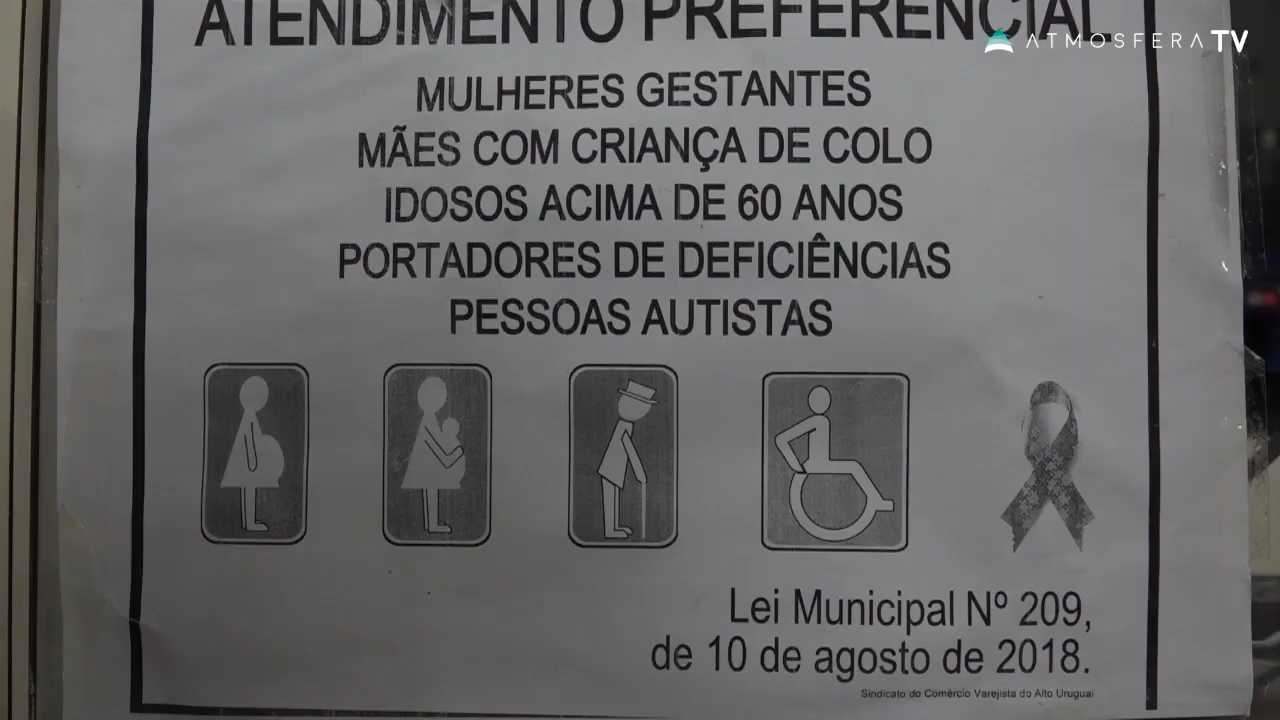 ATENDIMENTO PREFERENCIAL
ATMOSFERA TV
MULHERES GESTANTES
MÃES COM CRIANÇA DE COLO
IDOSOS ACIMA DE 60 ANOS
PORTADORES DE DEFICIÊNCIAS
PESSOAS AUTISTAS
Lei Municipal Nº 209,
de 10 de agosto de 2018.
Sindicato do Comércio Varejista do Alto Uruguai